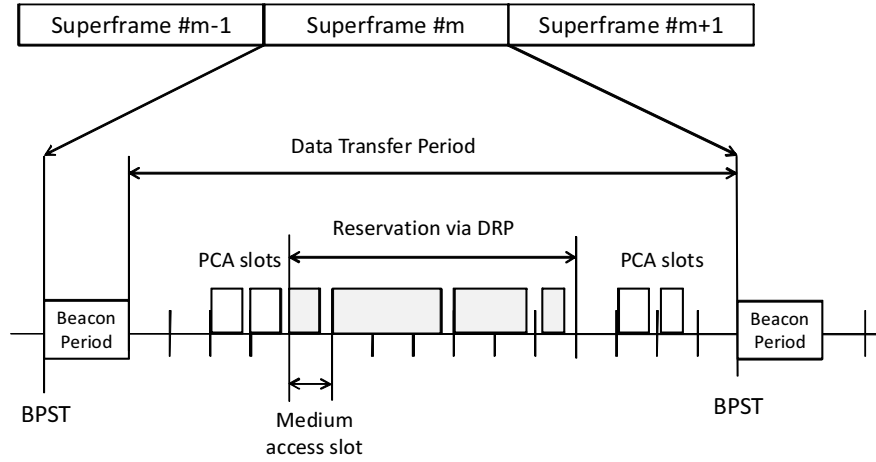 Superframe #m-1
Superframe #m
Superframe #m+1
Data Transfer Period
Reservation via DRP
PCA slots
PCA slots
Beacon
Period
Beacon
Period
BPST
BPST
Medium
access slot